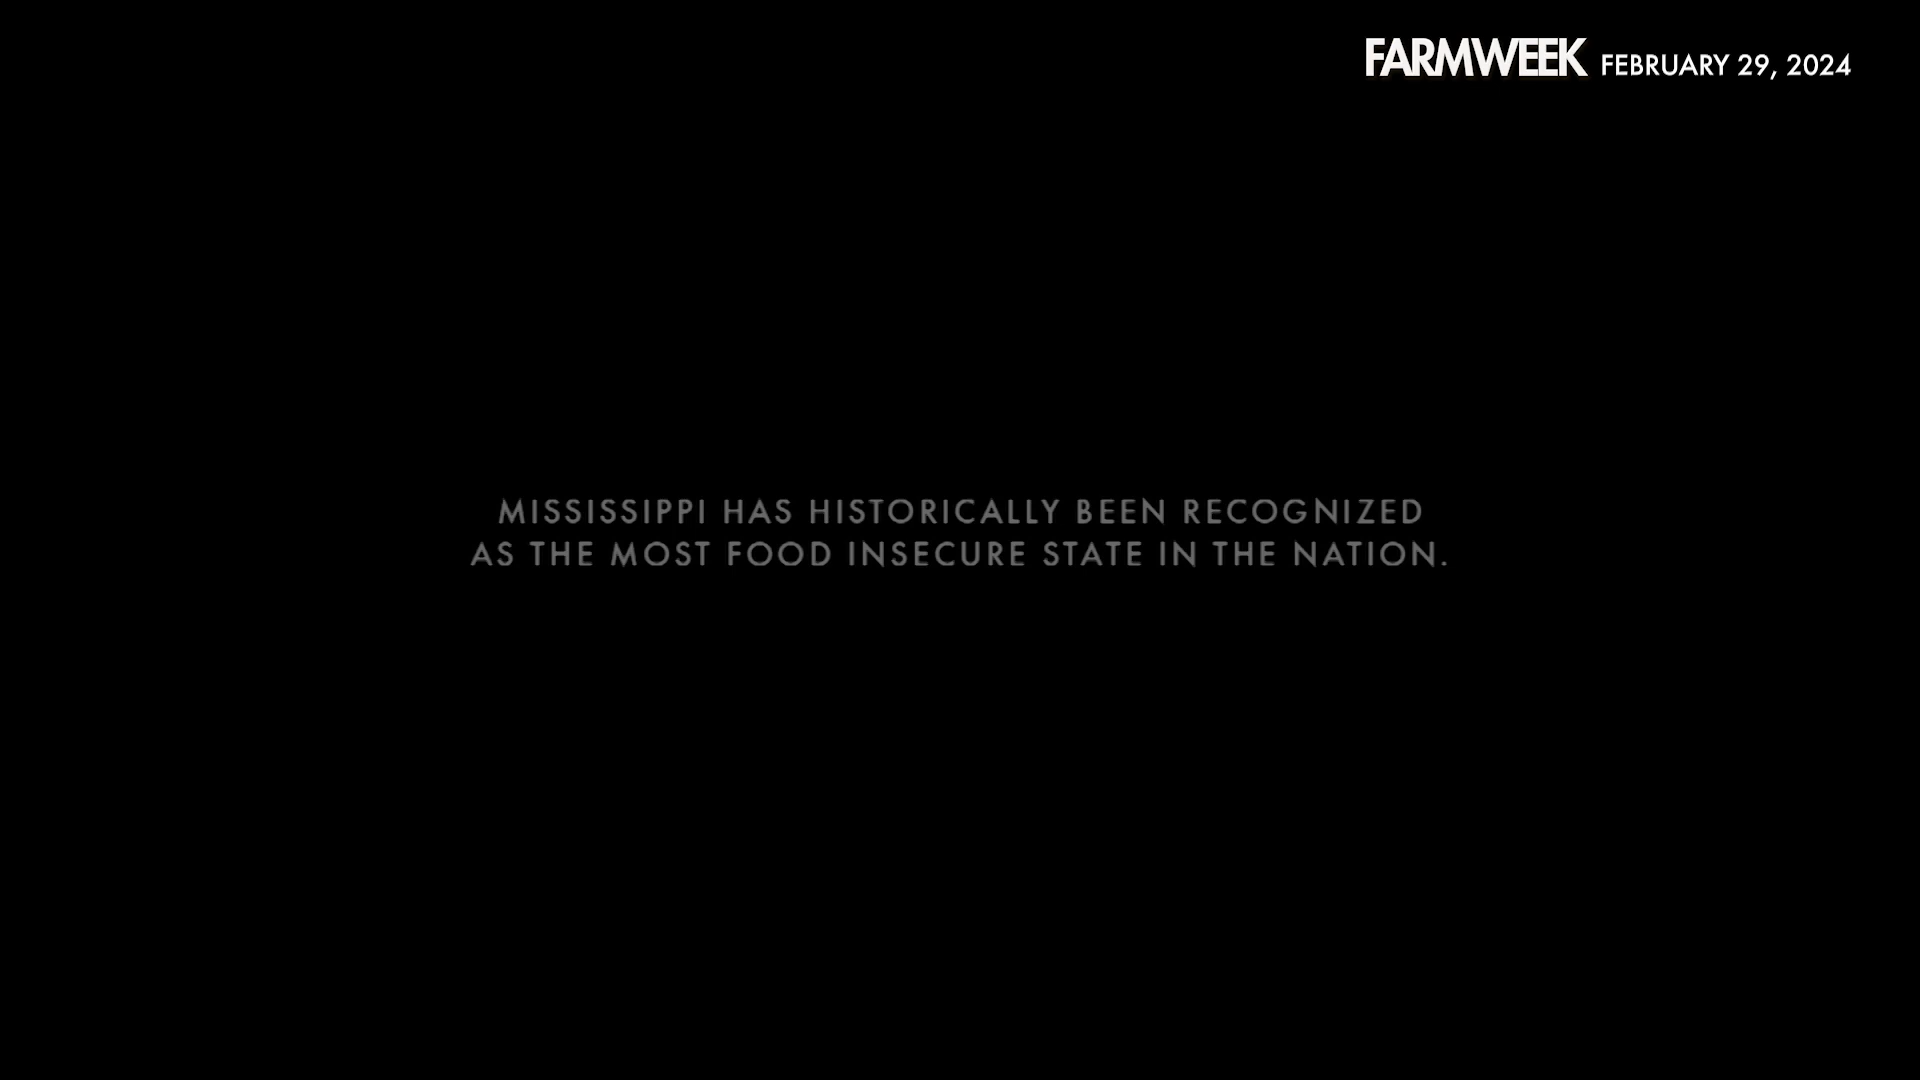 FARMWEEK FEBRUARY 29, 2024
MISSISSIPPI HAS HISTORICALLY BEEN RECOGNIZED
AS THE MOST FOOD INSECURE STATE IN THE NATION.